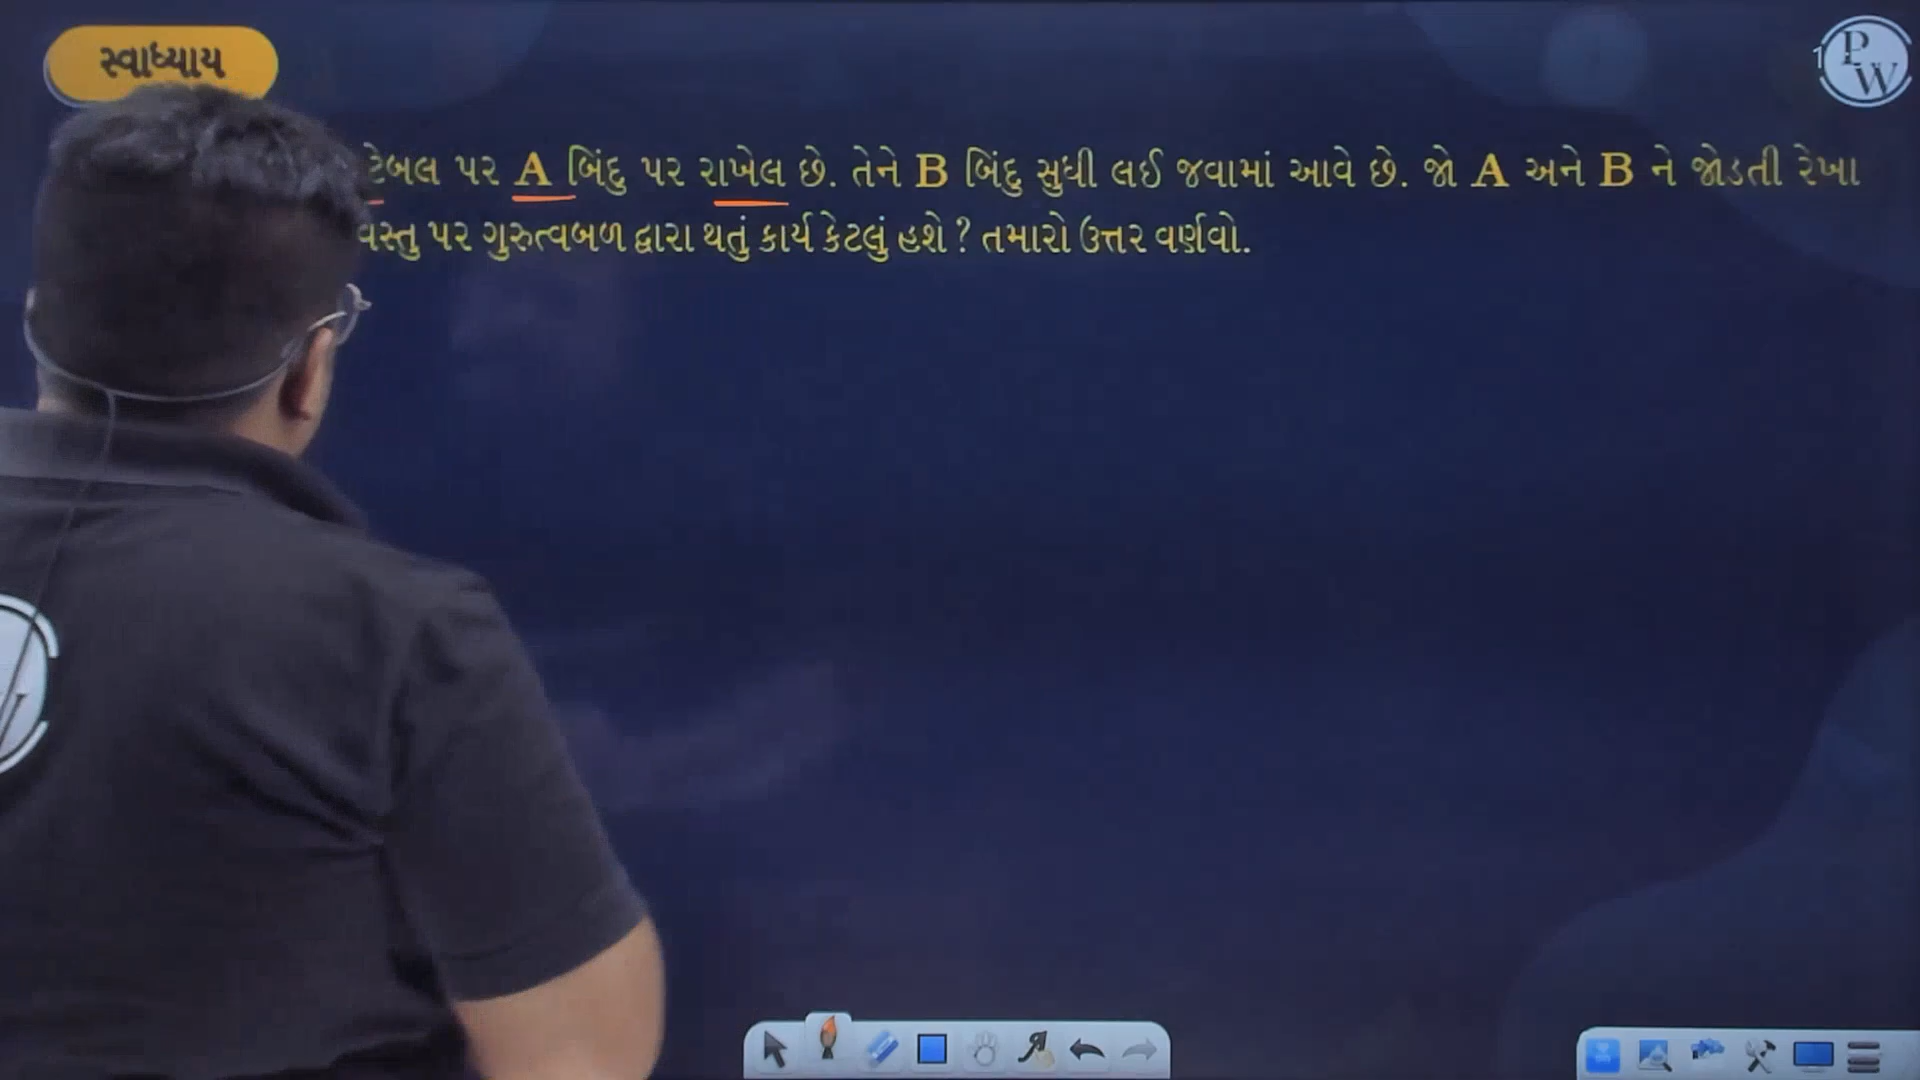 સ્વાધ્યાય
PW
ટેબલ પર A બિંદુ પર રાખેલ છે. તેને B બિંદુ સુધી લઈ જવામાં આવે છે. જો A અને B ને જોડતી રેખા
વસ્તુ પર ગુરુત્વબળ દ્વારા થતું કાર્ય કેટલું હશે ? તમારો ઉત્તર વર્ણવો.